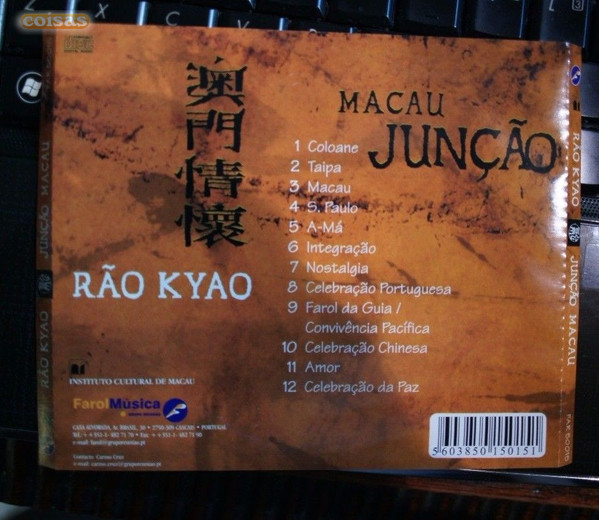 coisas
澳門情懷
MACAU
JUNÇÃO
1 Coloane
2 Taipa
3 Macau
4 S. Paulo
5 A-Má
6 Integração
7 Nostalgia
8 Celebração Portuguesa
9 Farol da Guia /
Convivência Pacífica
10 Celebração Chinesa
11 Amor
12 Celebração da Paz
RÃO KYAO
INSTITUTO CULTURAL DE MACAU
FarolMúsica
PORTUGAL
5 603850 150151
RÃO KYAO JUNÇÃO MACAU
RÃO KYAO JUNÇÃO MACAU